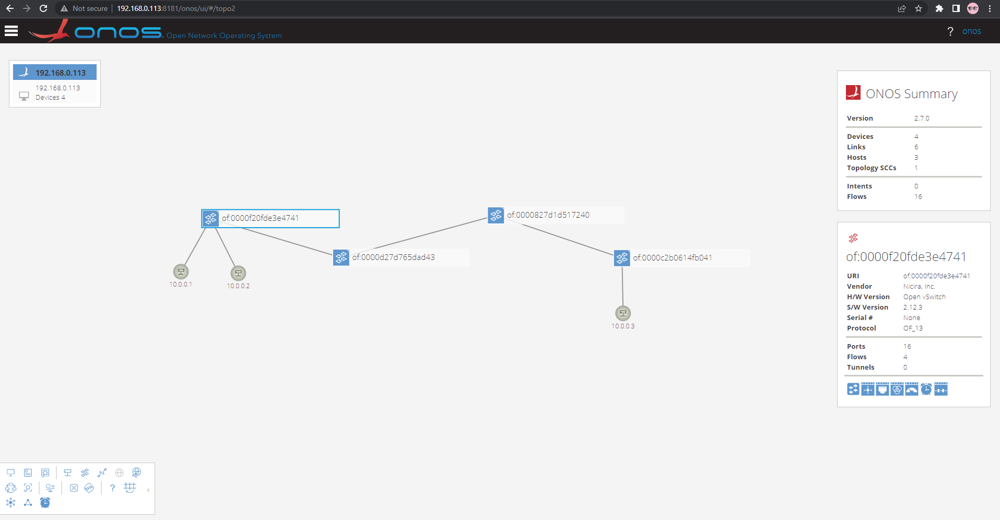 Not secure 192.168.0.113:8181/onos/ui/#/topo2
onos Open Network Operating System
? onos
192.168.0.113
192.168.0.113
Devices 4
ONOS Summary
Version 2.7.0
Devices 4
Links 6
Hosts 3
Topology SCCs 1
Intents 0
Flows 16
of:0000f20fde3e4741
of:0000827d1d517240
of:0000d27d765dad43
of:0000c2b0614fb041
10.0.0.1
10.0.0.2
10.0.0.3
of:0000f20fde3e4741
URI of:0000f20fde3e4741
Vendor Nicira, Inc.
H/W Version Open vSwitch
S/W Version 2.12.3
Serial # None
Protocol OF_13
Ports 16
Flows 4
Tunnels 0
?